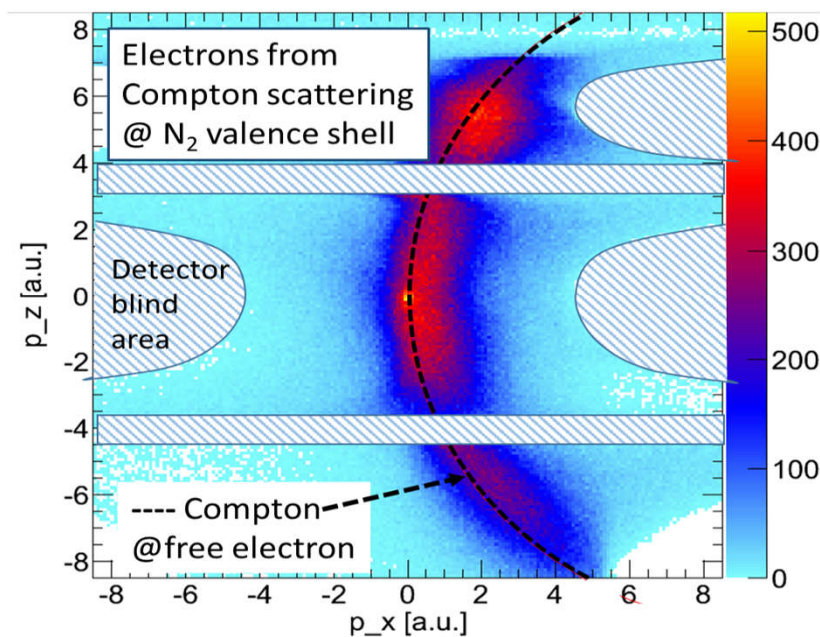 Electrons from
Compton scattering
@ N₂ valence shell
Detector
blind
area
---- Compton
@free electron
p_z [a.u.]
8
6
4
2
0
-2
-4
-6
-8
-8 -6 -4 -2 0 2 4 6 8
p_x [a.u.]
500
400
300
200
100
0